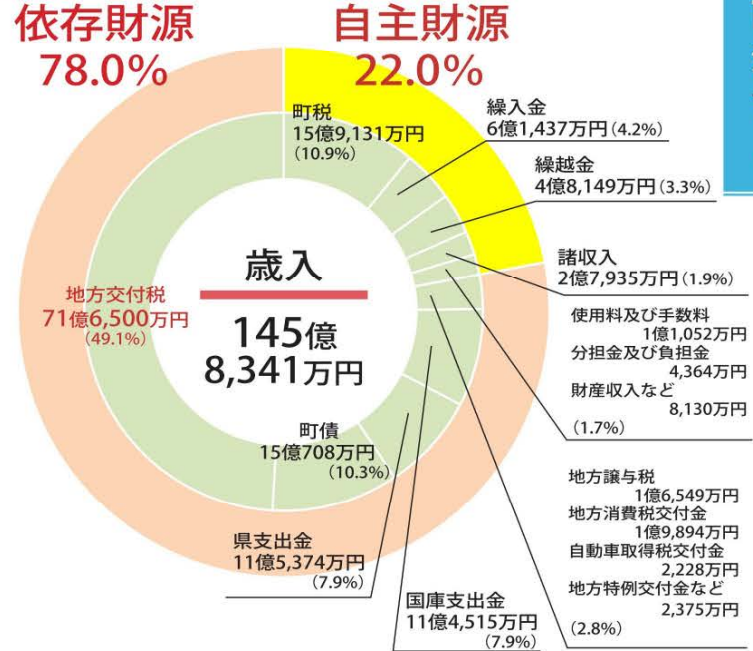 依存財源
78.0%
自主財源
22.0%
町税
15億9,131万円
(10.9%)
繰入金
6億1,437万円(4.2%)
繰越金
4億8,149万円(3.3%)
諸収入
2億7,935万円(1.9%)
使用料及び手数料
1億1,052万円
分担金及び負担金
4,364万円
財産収入など
8,130万円
(1.7%)
歳入
145億
8,341万円
地方交付税
71億6,500万円
(49.1%)
町債
15億708万円
(10.3%)
県支出金
11億5,374万円
(7.9%)
国庫支出金
11億4,515万円
(7.9%)
地方譲与税
1億6,549万円
地方消費税交付金
1億9,894万円
自動車取得税交付金
2,228万円
地方特例交付金など
2,375万円
(2.8%)